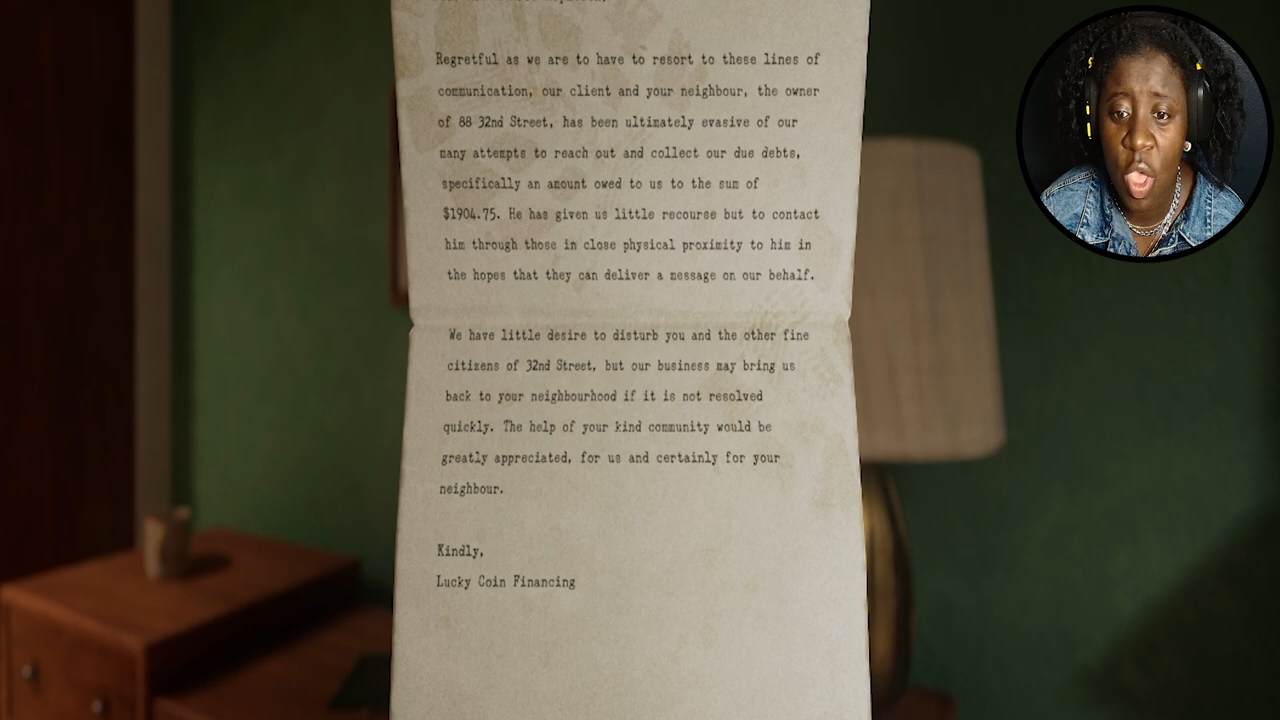 Regretful as we are to have to resort to these lines of
communication, our client and your neighbour, the owner
of 88 32nd Street, has been ultimately evasive of our
many attempts to reach out and collect our due debts,
specifically an amount owed to us to the sum of
$1904.75. He has given us little recourse but to contact
him through those in close physical proximity to him in
the hopes that they can deliver a message on our behalf.
We have little desire to disturb you and the other fine
citizens of 32nd Street, but our business may bring us
back to your neighbourhood if it is not resolved
quickly. The help of your kind community would be
greatly appreciated, for us and certainly for your
neighbour.
Kindly,
Lucky Coin Financing